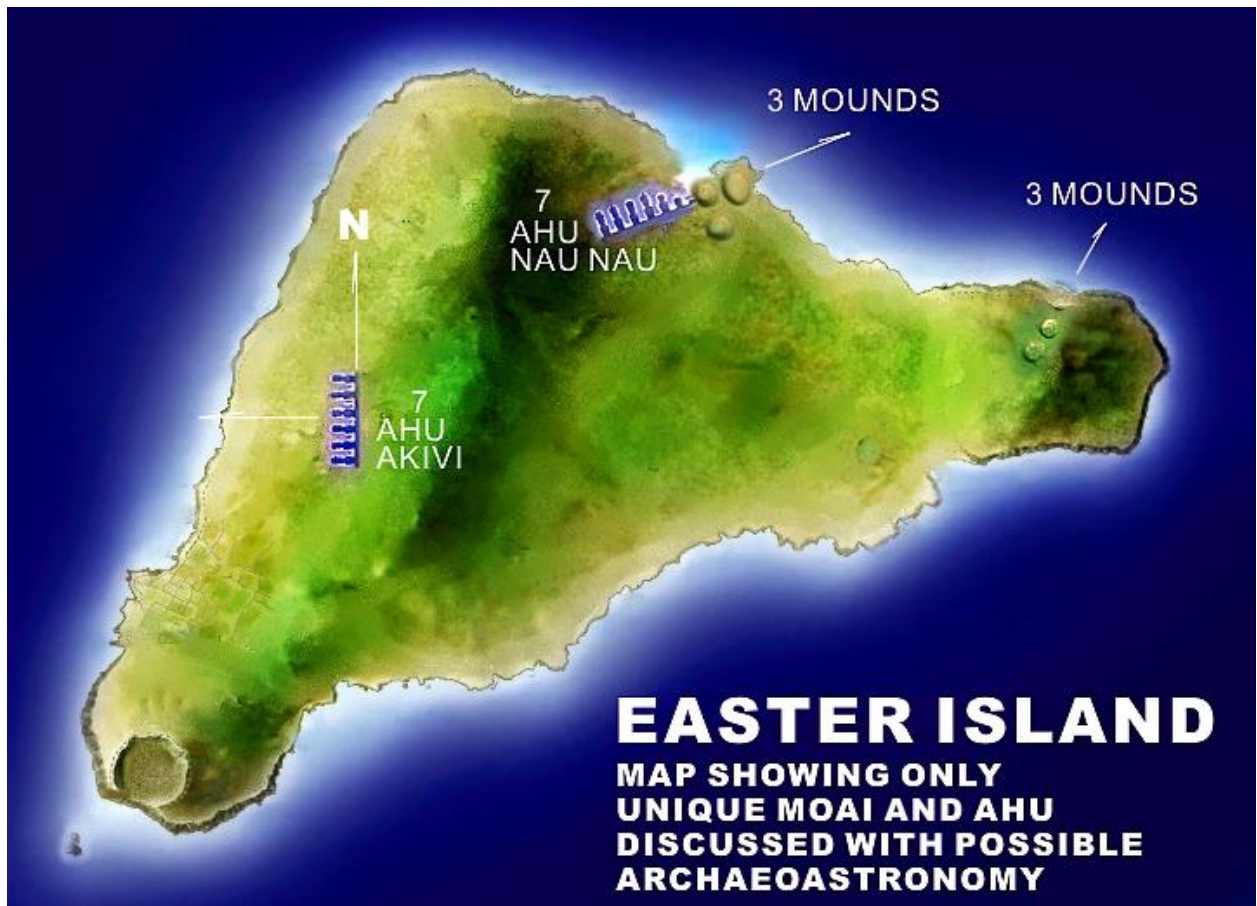 3 MOUNDS
3 MOUNDS
7
AHU
NAU NAU
N
7
AHU
AKIVI
EASTER ISLAND
MAP SHOWING ONLY
UNIQUE MOAI AND AHU
DISCUSSED WITH POSSIBLE
ARCHAEOASTRONOMY